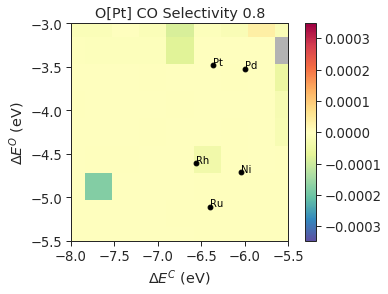 O[Pt] CO Selectivity 0.8
−3.0
−3.5
−4.0
−4.5
−5.0
−5.5
ΔE^O (eV)
Pt
Pd
Rh
Ni
Ru
−8.0 −7.5 −7.0 −6.5 −6.0 −5.5
ΔE^C (eV)
0.0003
0.0002
0.0001
0.0000
−0.0001
−0.0002
−0.0003